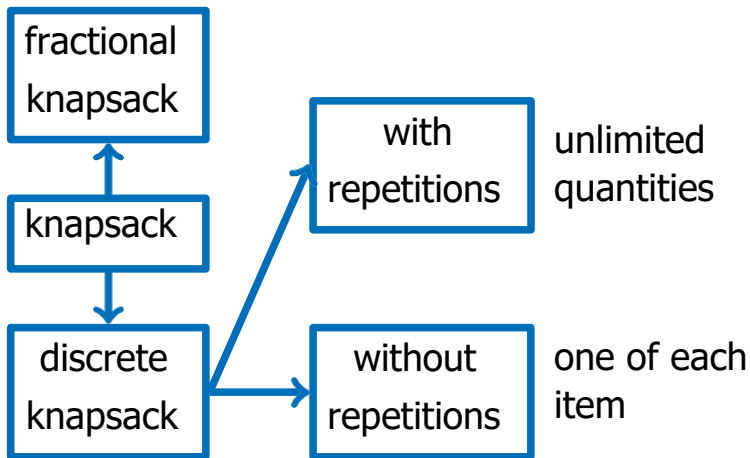 fractional
knapsack
knapsack
discrete
knapsack
with
repetitions
unlimited
quantities
without
repetitions
one of each
item